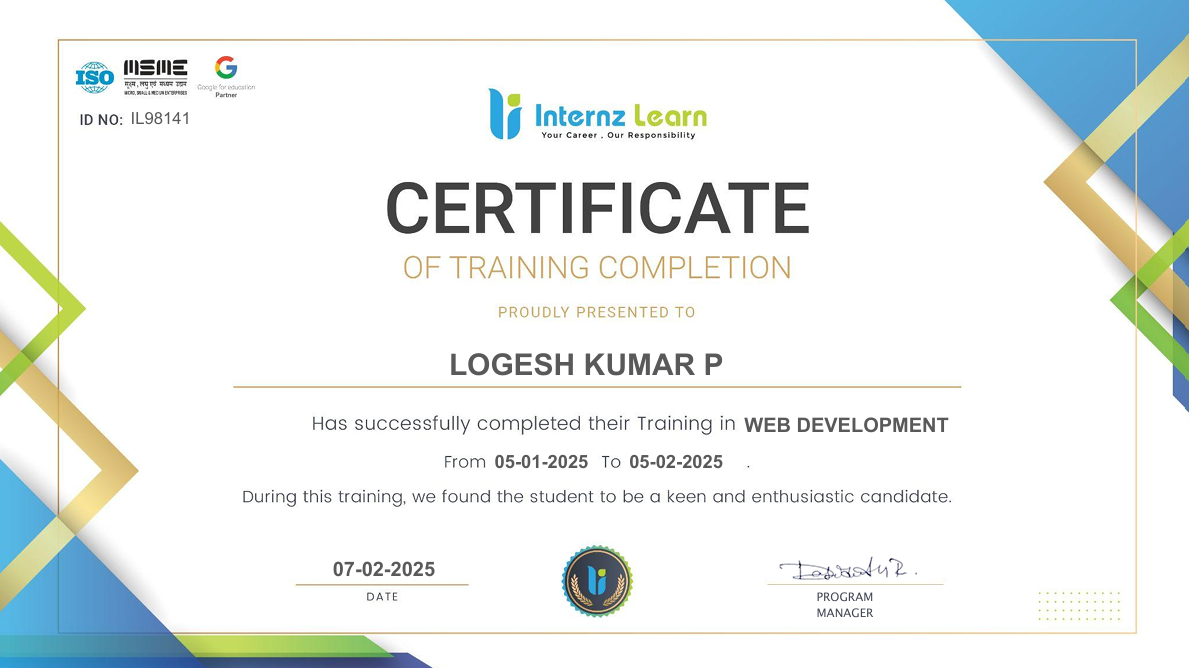 ISO
MSME
सूक्ष्म, लघु एवं मध्यम उद्यम
MICRO, SMALL & MEDIUM ENTERPRISES
Google for education
Partner
ID NO: IL98141
Internz Learn
Your Career . Our Responsibility
CERTIFICATE
OF TRAINING COMPLETION
PROUDLY PRESENTED TO
LOGESH KUMAR P
Has successfully completed their Training in WEB DEVELOPMENT
From 05-01-2025 To 05-02-2025 .
During this training, we found the student to be a keen and enthusiastic candidate.
07-02-2025
DATE
PROGRAM
MANAGER